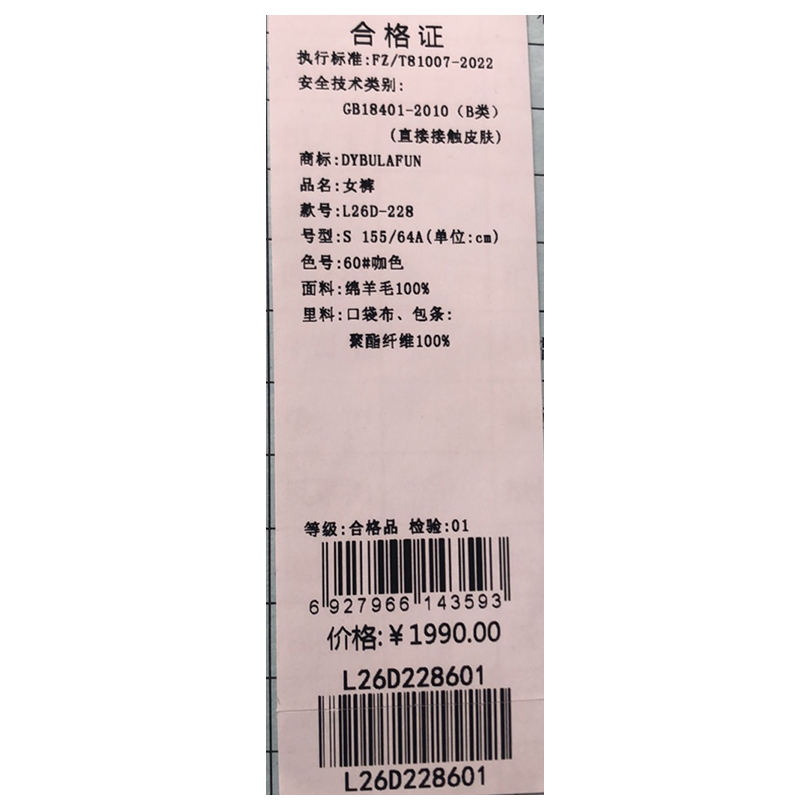 合格证
执行标准:FZ/T81007-2022
安全技术类别:
GB18401-2010（B类）
(直接接触皮肤)
商标:DYBULAFUN
品名:女裤
款号:L26D-228
号型:S 155/64A(单位:cm)
色号:60#咖色
面料:绵羊毛100%
里料:口袋布、包条:
聚酯纤维100%
等级:合格品 检验:01
6 927966 143593
价格:￥1990.00
L26D228601
L26D228601